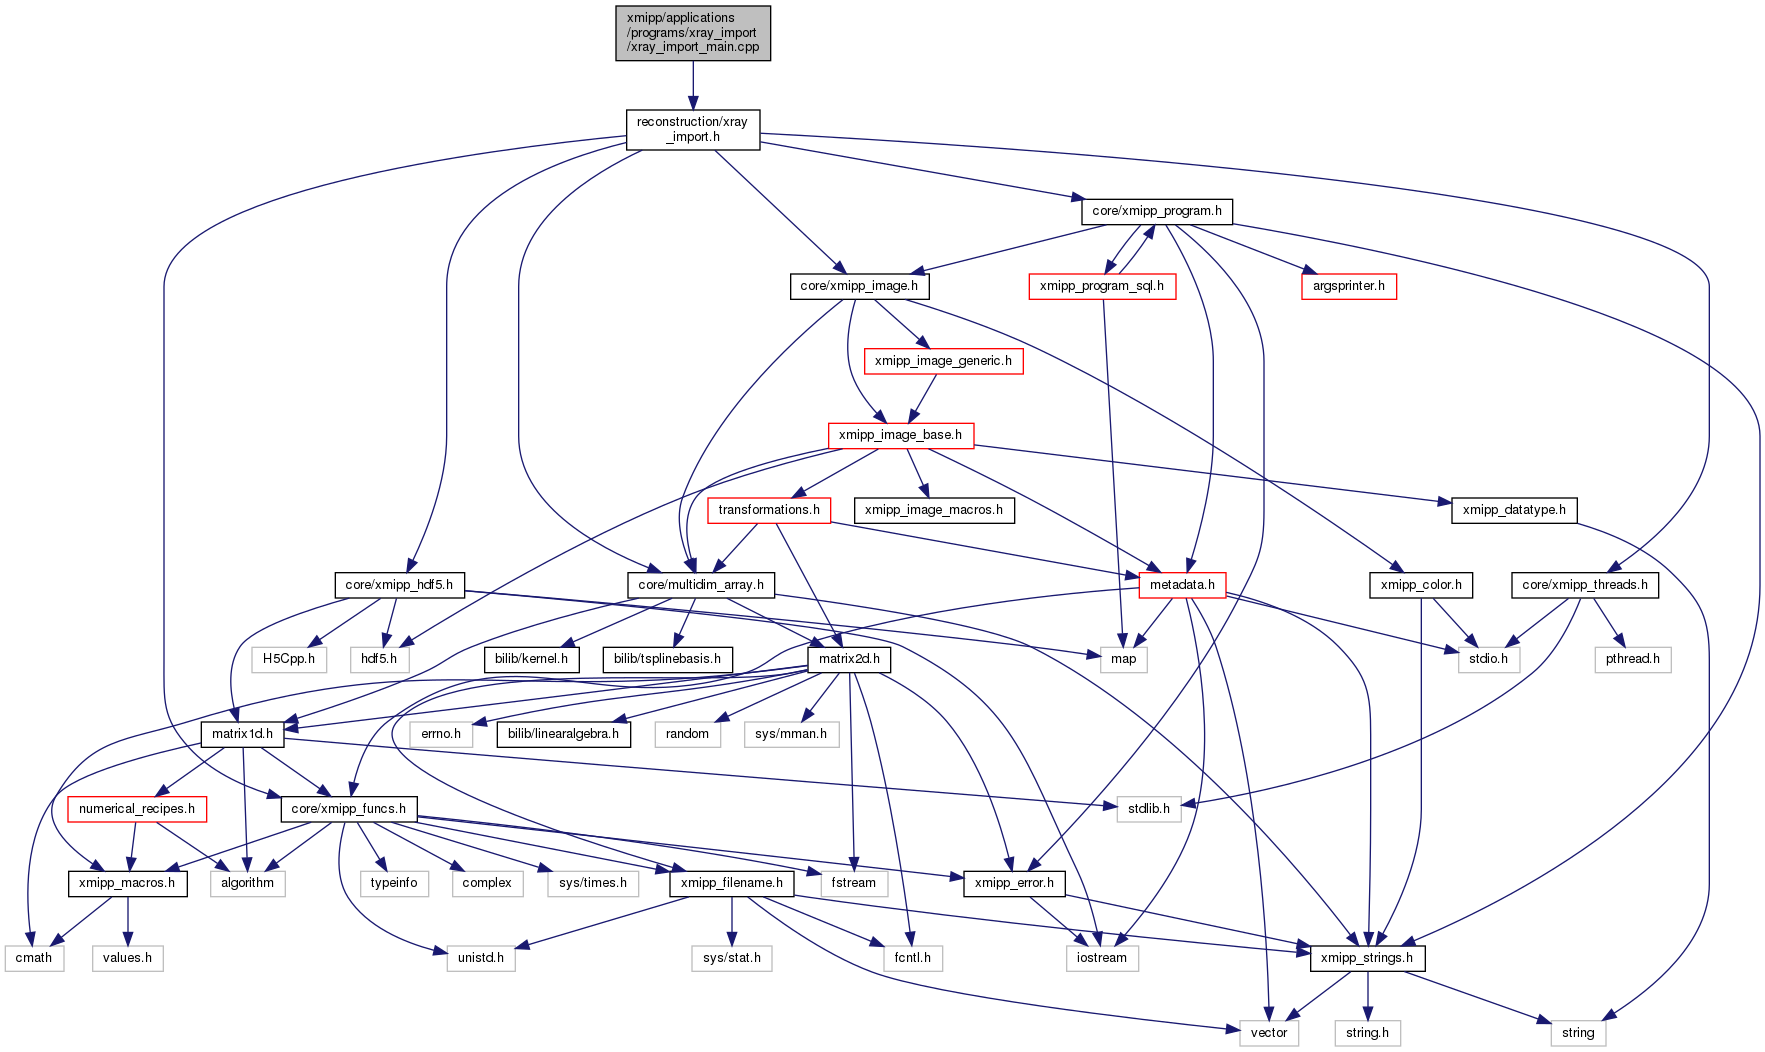 xmipp/applications
/programs/xray_import
/xray_import_main.cpp
reconstruction/xray
_import.h
core/xmipp_program.h
core/xmipp_image.h
xmipp_program_sql.h
argsprinter.h
xmipp_image_generic.h
xmipp_image_base.h
transformations.h
xmipp_image_macros.h
xmipp_datatype.h
core/xmipp_hdf5.h
core/multidim_array.h
metadata.h
xmipp_color.h
core/xmipp_threads.h
H5Cpp.h
hdf5.h
bilib/kernel.h
bilib/tsplinebasis.h
matrix2d.h
map
stdio.h
pthread.h
matrix1d.h
errno.h
bilib/linearalgebra.h
random
sys/mman.h
numerical_recipes.h
core/xmipp_funcs.h
stdlib.h
xmipp_macros.h
algorithm
typeinfo
complex
sys/times.h
xmipp_filename.h
fstream
xmipp_error.h
cmath
values.h
unistd.h
sys/stat.h
fcntl.h
iostream
xmipp_strings.h
vector
string.h
string